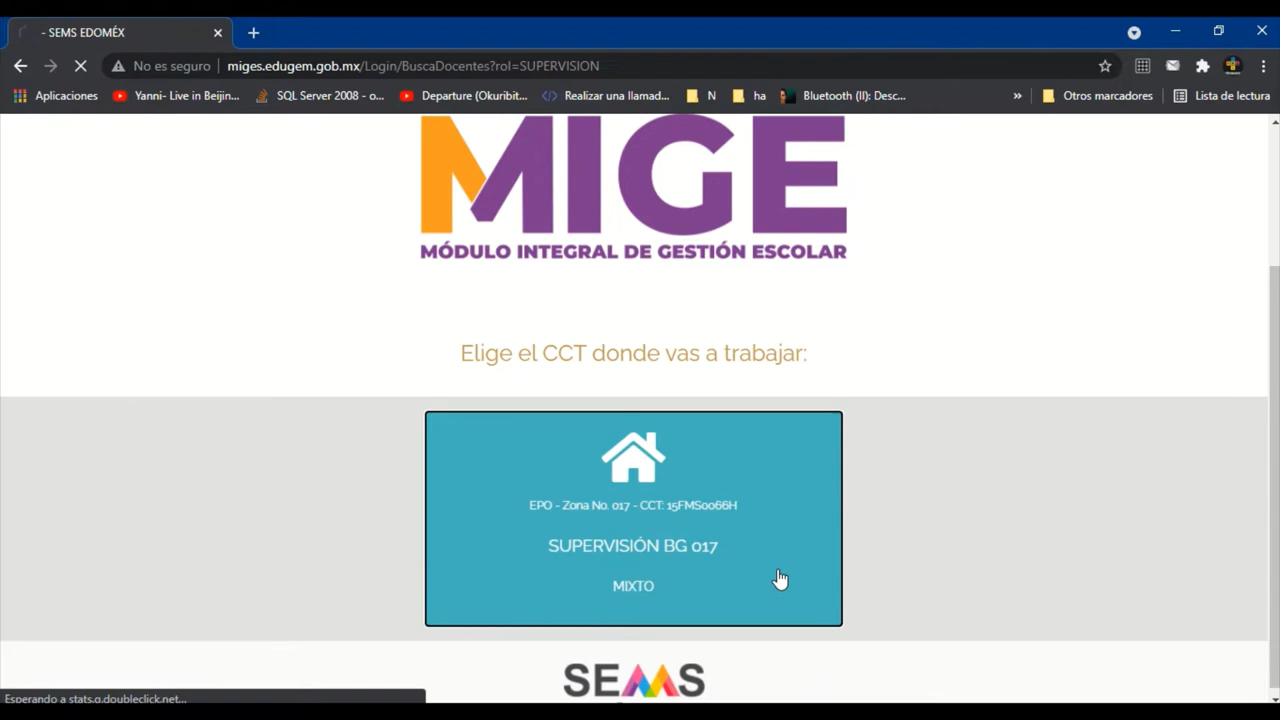 - SEMS EDOMÉX
No es seguro
miges.edugem.gob.mx/Login/BuscaDocentes?rol=SUPERVISION
Aplicaciones
Yanni- Live in Beijin...
SQL Server 2008 - o...
Departure (Okuribit...
Realizar una llamad...
N
ha
Bluetooth (II): Desc...
»
Otros marcadores
Lista de lectura
MIGE
MÓDULO INTEGRAL DE GESTIÓN ESCOLAR
Elige el CCT donde vas a trabajar:
EPO - Zona No. 017 - CCT: 15FMS0066H
SUPERVISIÓN BG 017
MIXTO
SEMS
Esperando a stats.g.doubleclick.net...